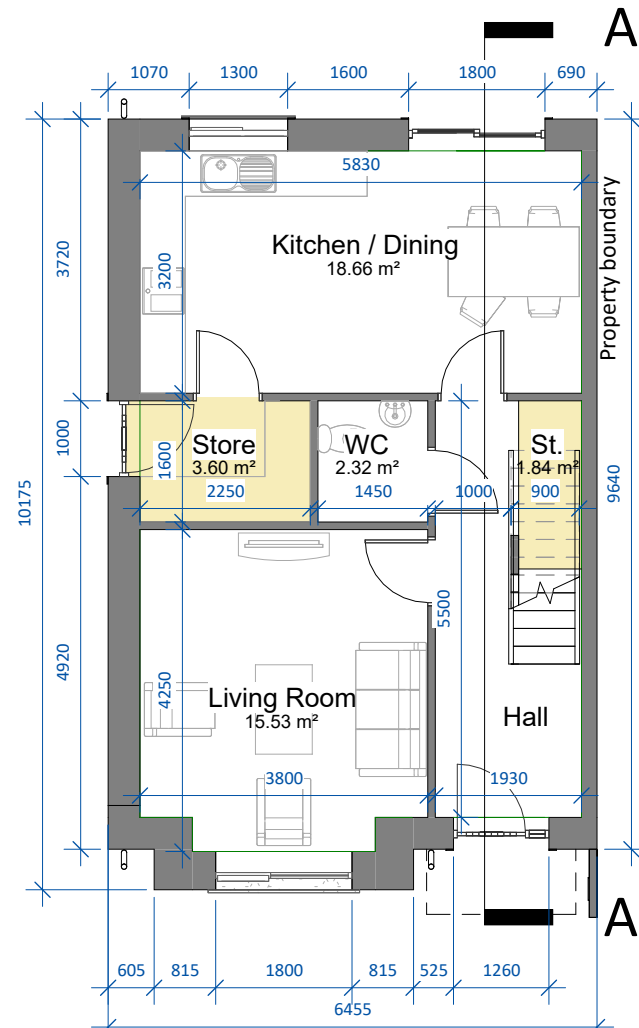 A
1070
1300
1600
1800
690
5830
Kitchen / Dining
18.66 m²
3720
3200
Property boundary
1000
1600
Store
3.60 m²
WC
2.32 m²
St.
1.84 m²
2250
1450
1000
900
9640
10175
5500
4920
4250
Living Room
15.53 m²
Hall
3800
1930
A
605
815
1800
815
525
1260
6455